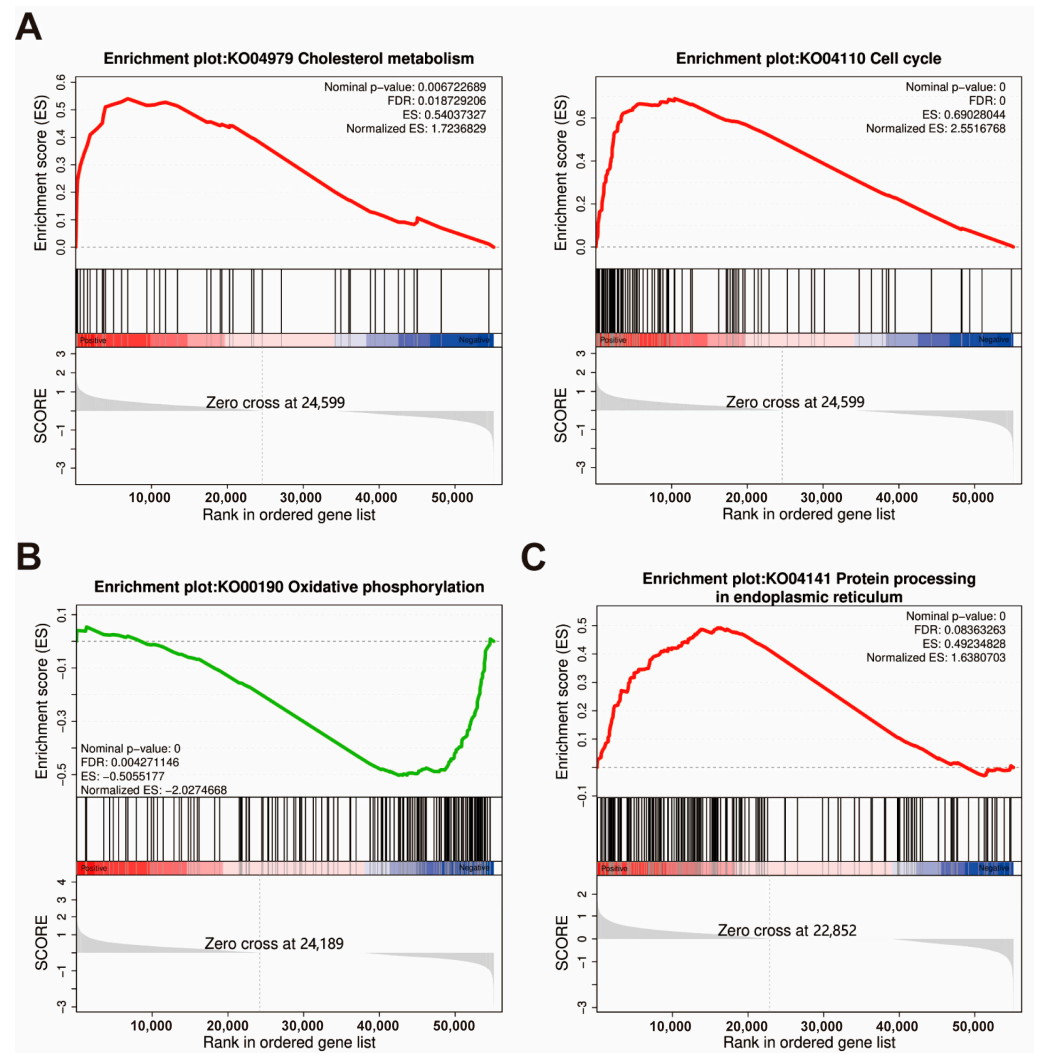 A
Enrichment plot:KO04979 Cholesterol metabolism
Nominal p-value: 0.006722689
FDR: 0.018729206
ES: 0.54037327
Normalized ES: 1.7236829
Enrichment score (ES)
0.6
0.5
0.4
0.3
0.2
0.1
0.0
Positive
Negative
SCORE
3
2
1
−1
−3
Zero cross at 24,599
10,000 20,000 30,000 40,000 50,000
Rank in ordered gene list
Enrichment plot:KO04110 Cell cycle
Nominal p-value: 0
FDR: 0
ES: 0.69028044
Normalized ES: 2.5516768
Enrichment score (ES)
0.6
0.4
0.2
0.0
Positive
Negative
SCORE
3
2
1
−1
−3
Zero cross at 24,599
10,000 20,000 30,000 40,000 50,000
Rank in ordered gene list
B
Enrichment plot:KO00190 Oxidative phosphorylation
Enrichment score (ES)
0.1
−0.1
−0.3
−0.5
Nominal p-value: 0
FDR: 0.004271146
ES: −0.5055177
Normalized ES: −2.0274668
Positive
Negative
SCORE
4
3
2
1
−1
−3
Zero cross at 24,189
10,000 20,000 30,000 40,000 50,000
Rank in ordered gene list
C
Enrichment plot:KO04141 Protein processing
in endoplasmic reticulum
Nominal p-value: 0
FDR: 0.08363263
ES: 0.49234828
Normalized ES: 1.6380703
Enrichment score (ES)
0.5
0.4
0.3
0.2
0.1
−0.1
Positive
Negative
SCORE
2
1
0
−1
−3
Zero cross at 22,852
10,000 20,000 30,000 40,000 50,000
Rank in ordered gene list